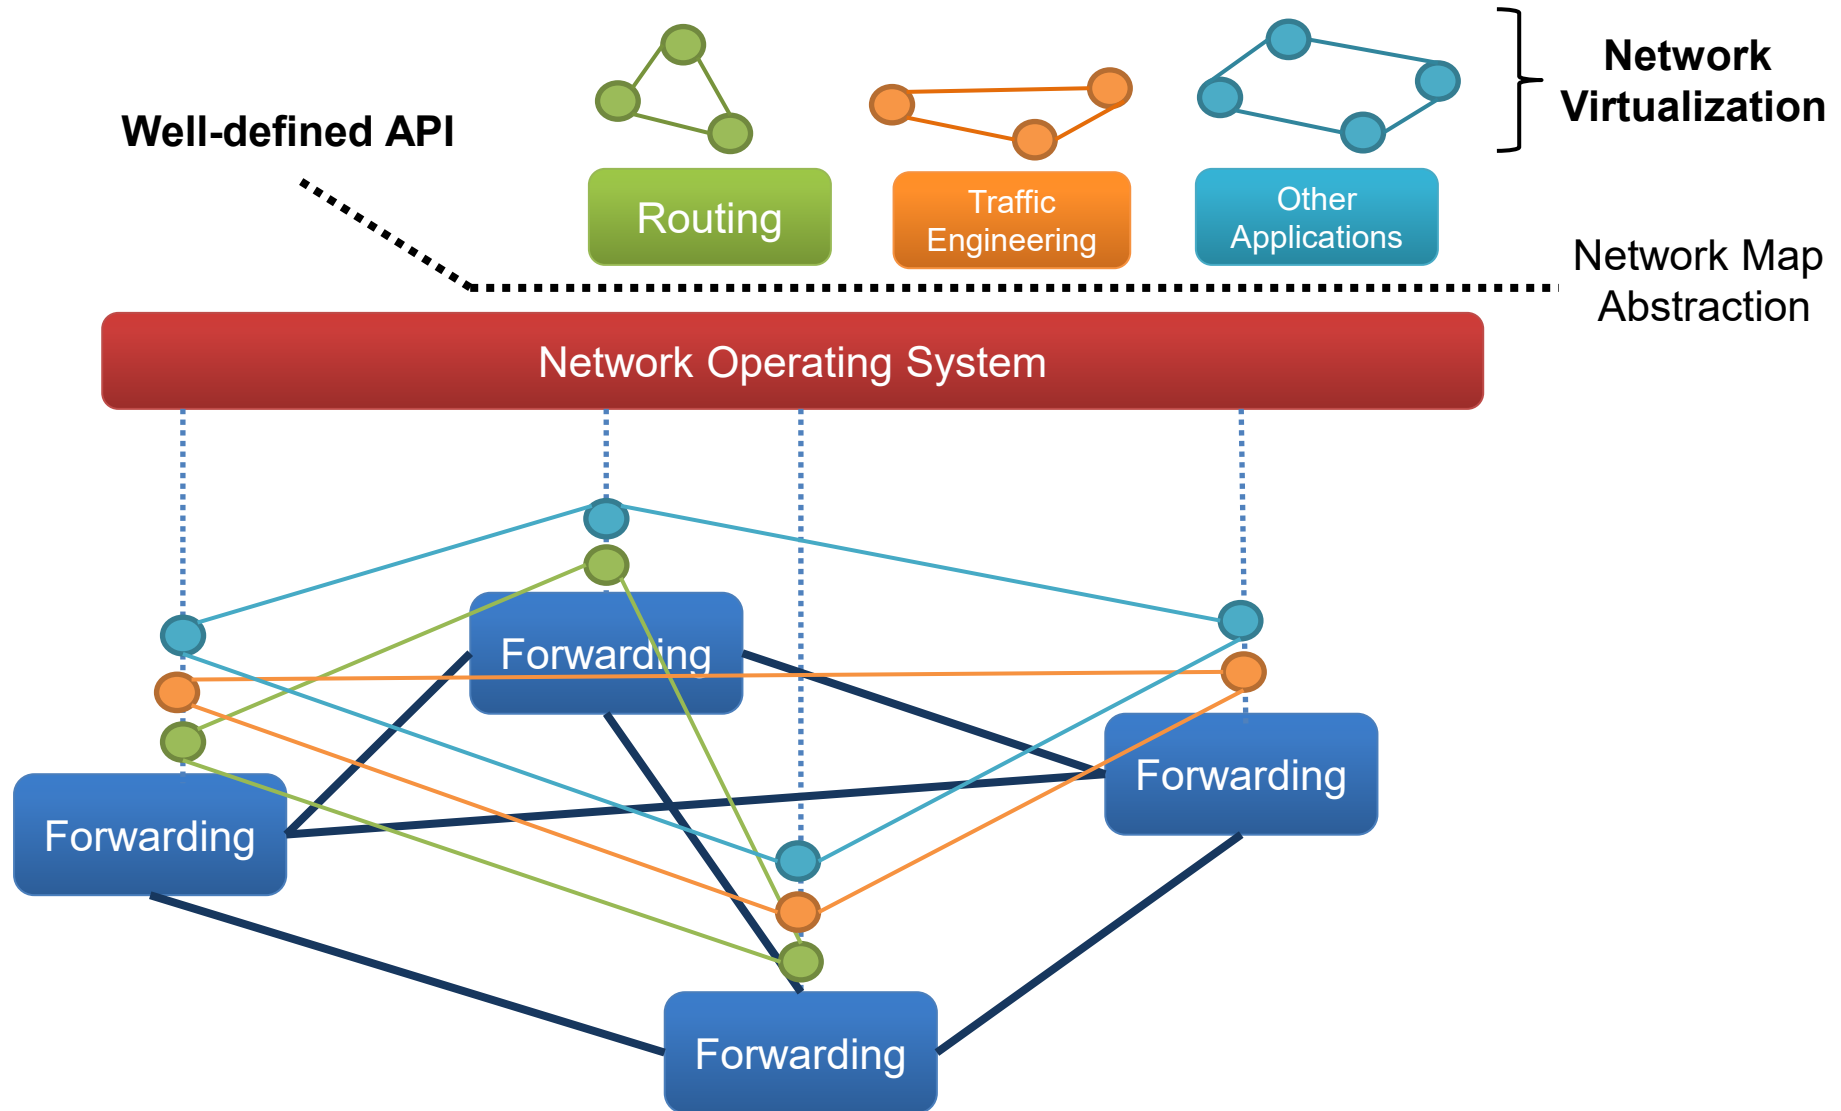 Network
Virtualization
Well-defined API
Routing
Traffic
Engineering
Other
Applications
Network Map
Abstraction
Network Operating System
Forwarding
Forwarding
Forwarding
Forwarding